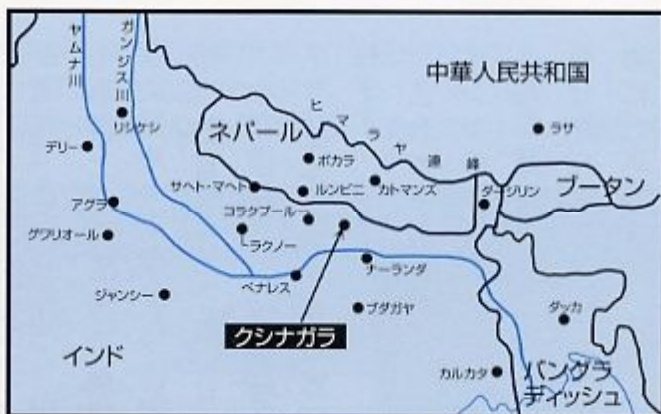 ヤムナ川
ガンジス川
中華人民共和国
リシケシ
デリー
ネパール
ヒマラヤ連峰
ラサ
ポカラ
サヘト・マヘト
ルンビニ
カトマンズ
ダージリン
ブータン
アグラ
コラクプールー
グワリオール
ラクノー
ナーランダ
ベナレス
ジャンシー
ブダガヤ
ダッカ
クシナガラ
インド
カルカタ
バングラ
ディッシュ